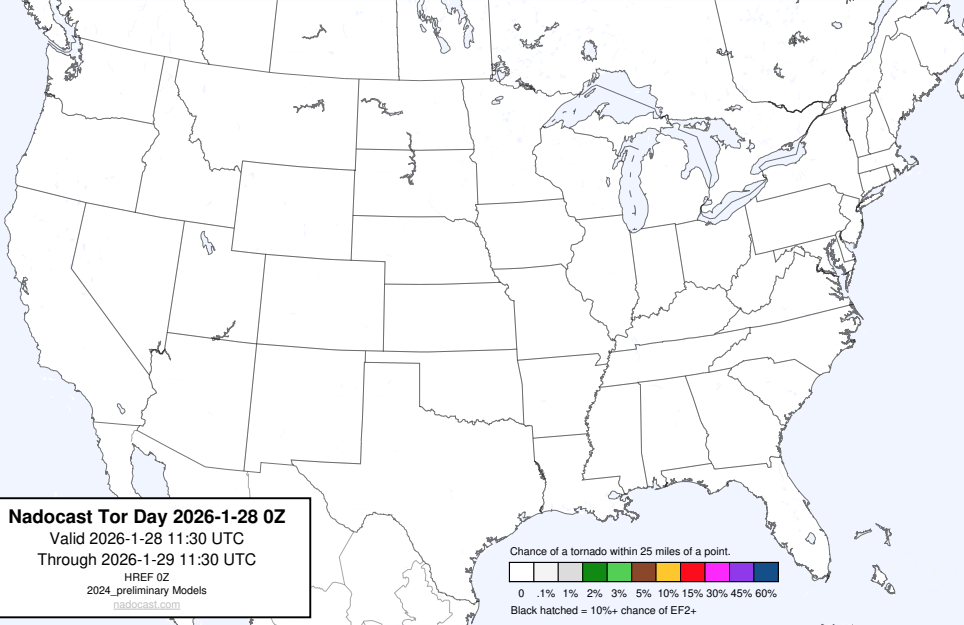 Nadocast Tor Day 2026-1-28 0Z
Valid 2026-1-28 11:30 UTC
Through 2026-1-29 11:30 UTC
HREF 0Z
2024_preliminary Models
nadocast.com
Chance of a tornado within 25 miles of a point.
0 .1% 1% 2% 3% 5% 10% 15% 30% 45% 60%
Black hatched = 10%+ chance of EF2+